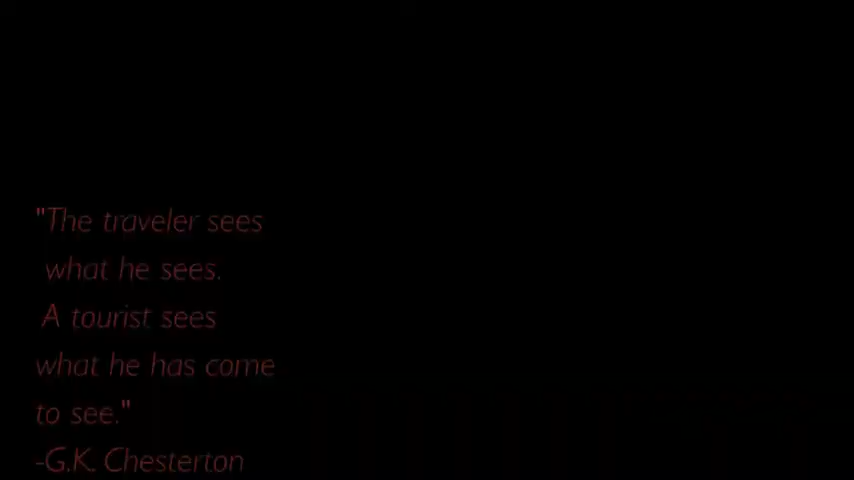 "The traveler sees
what he sees.
A tourist sees
what he has come
to see."
-G.K. Chesterton